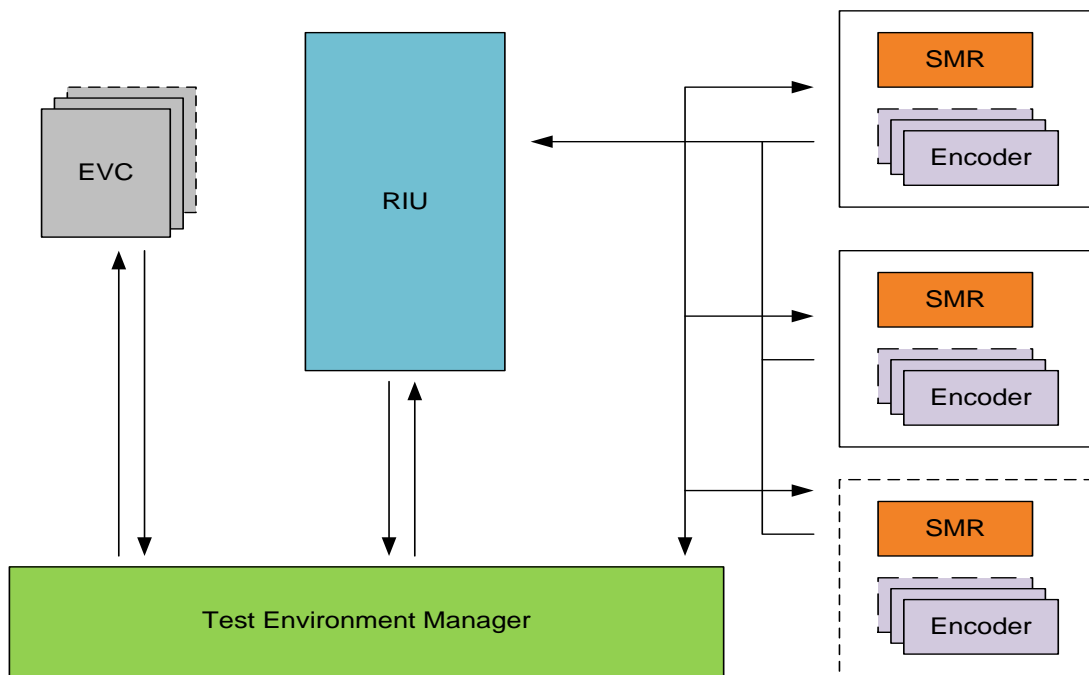 SMR
Encoder
EVC
RIU
SMR
Encoder
SMR
Encoder
Test Environment Manager